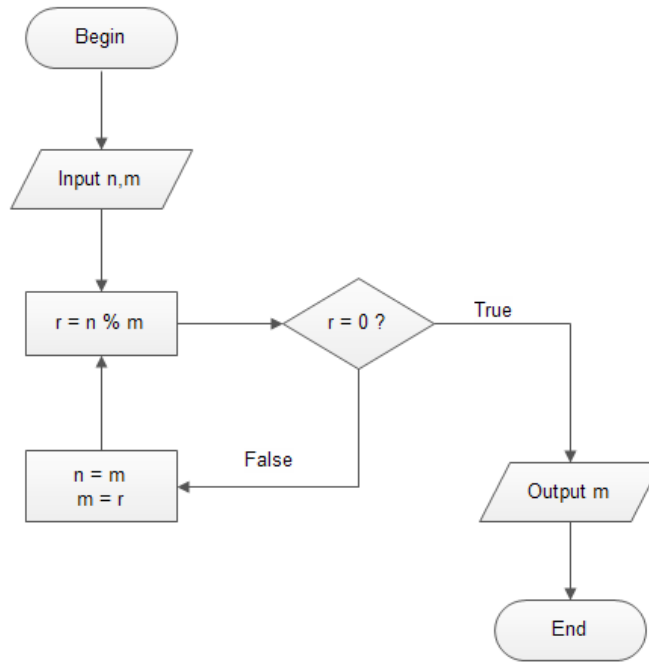 Begin
Input n,m
r = n % m
r = 0 ?
True
False
n = m
m = r
Output m
End